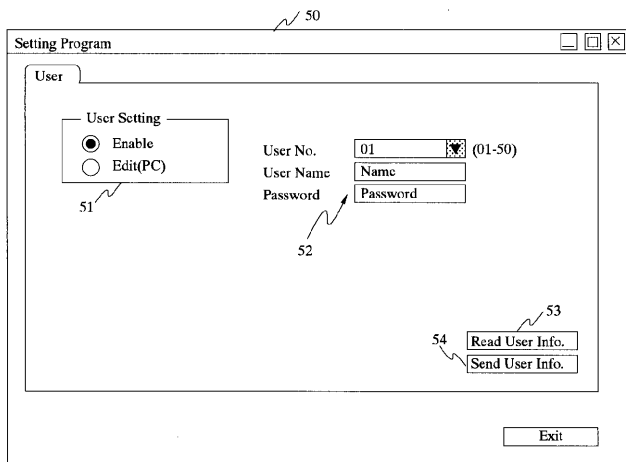 50
Setting Program
User
User Setting
Enable
Edit(PC)
51
User No. 01 (01-50)
User Name Name
Password Password
52
53
54 Read User Info.
Send User Info.
Exit